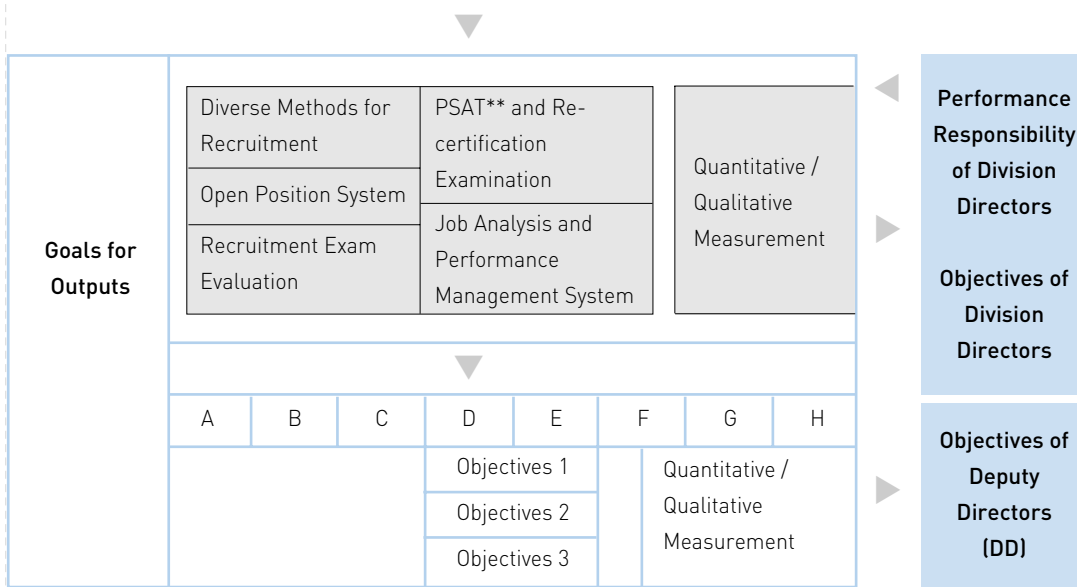 Goals for
Outputs
Diverse Methods for
Recruitment
Open Position System
Recruitment Exam
Evaluation
PSAT** and Re-
certification
Examination
Job Analysis and
Performance
Management System
Quantitative /
Qualitative
Measurement
Performance
Responsibility
of Division
Directors
Objectives of
Division
Directors
A B C D E F G H
Objectives 1
Objectives 2
Objectives 3
Quantitative /
Qualitative
Measurement
Objectives of
Deputy
Directors
(DD)